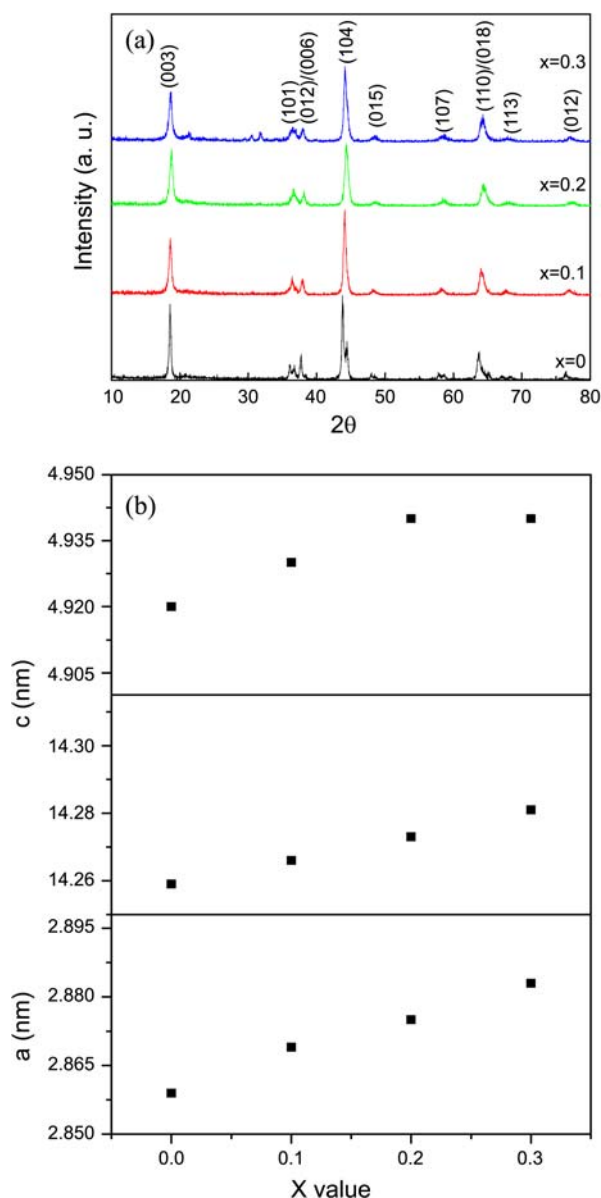 (a)
(003)
(101)
(012)/(006)
(104)
(015)
(107)
(110)/(018)
(113)
(012)
x=0.3
x=0.2
x=0.1
x=0
Intensity (a. u.)
10 20 30 40 50 60 70 80
2θ
(b)
4.950
4.935
4.920
4.905
c (nm)
14.30
14.28
14.26
2.895
2.880
2.865
2.850
a (nm)
0.0 0.1 0.2 0.3
X value